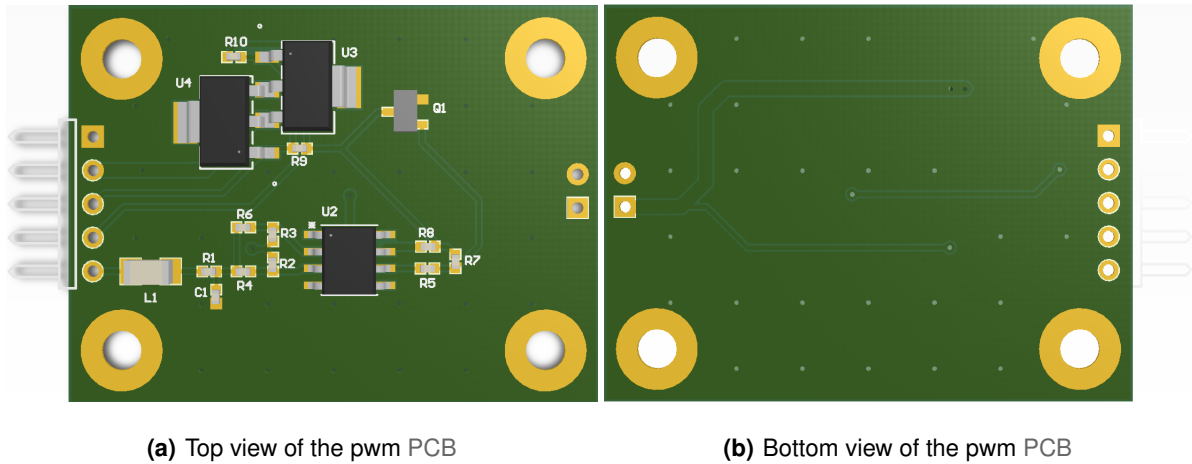 R10
U3
U4
Q1
R9
R6
U2
R3
R8
R1
R2
R7
R4
R5
C1
L1
(a) Top view of the pwm PCB
(b) Bottom view of the pwm PCB